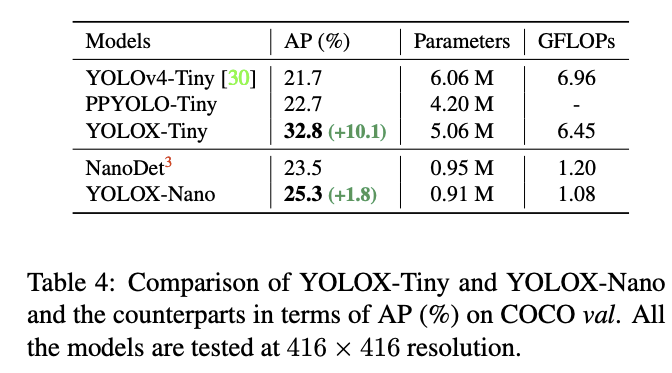 Models AP (%) Parameters GFLOPs
YOLOv4-Tiny [30] 21.7 6.06 M 6.96
PPYOLO-Tiny 22.7 4.20 M -
YOLOX-Tiny 32.8 (+10.1) 5.06 M 6.45
NanoDet3 23.5 0.95 M 1.20
YOLOX-Nano 25.3 (+1.8) 0.91 M 1.08
Table 4: Comparison of YOLOX-Tiny and YOLOX-Nano
and the counterparts in terms of AP (%) on COCO val. All
the models are tested at 416 × 416 resolution.